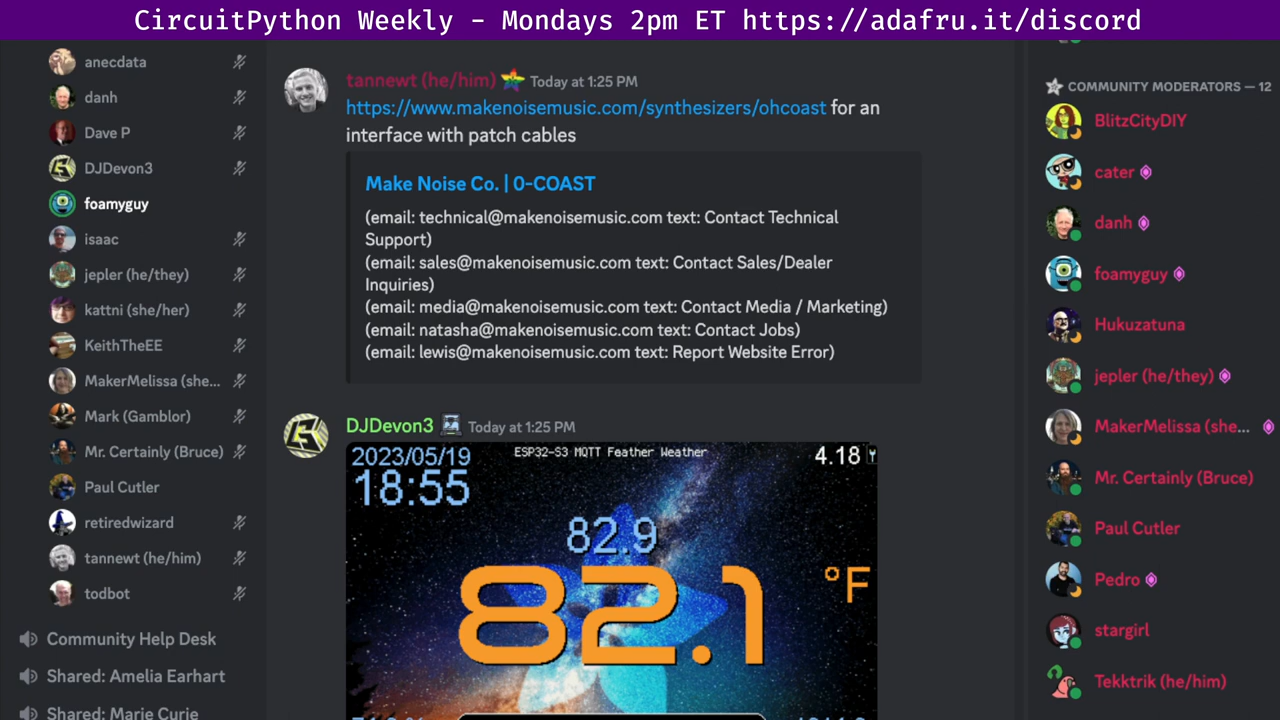 CircuitPython Weekly - Mondays 2pm ET https://adafru.it/discord
anecdata
danh
Dave P
DJDevon3
foamyguy
isaac
jepler (he/they)
kattni (she/her)
KeithTheEE
MakerMelissa (she...
Mark (Gamblor)
Mr. Certainly (Bruce)
Paul Cutler
retiredwizard
tannewt (he/him)
todbot
Community Help Desk
Shared: Amelia Earhart
Shared: Marie Curie
tannewt (he/him) Today at 1:25 PM
https://www.makenoisemusic.com/synthesizers/ohcoast for an
interface with patch cables
Make Noise Co. | 0-COAST
(email: technical@makenoisemusic.com text: Contact Technical
Support)
(email: sales@makenoisemusic.com text: Contact Sales/Dealer
Inquiries)
(email: media@makenoisemusic.com text: Contact Media / Marketing)
(email: natasha@makenoisemusic.com text: Contact Jobs)
(email: lewis@makenoisemusic.com text: Report Website Error)
DJDevon3 Today at 1:25 PM
2023/05/19 ESP32-S3 MQTT Feather Weather 4.18
18:55
82.9
82.1 °F
COMMUNITY MODERATORS — 12
BlitzCityDIY
cater
danh
foamyguy
Hukuzatuna
jepler (he/they)
MakerMelissa (she...
Mr. Certainly (Bruce)
Paul Cutler
Pedro
stargirl
Tekktrik (he/him)